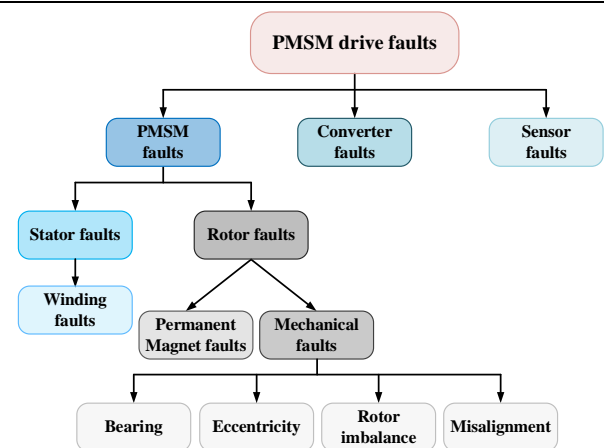 PMSM drive faults
PMSM
faults
Converter
faults
Sensor
faults
Stator faults
Rotor faults
Winding
faults
Permanent
Magnet faults
Mechanical
faults
Bearing
Eccentricity
Rotor
imbalance
Misalignment